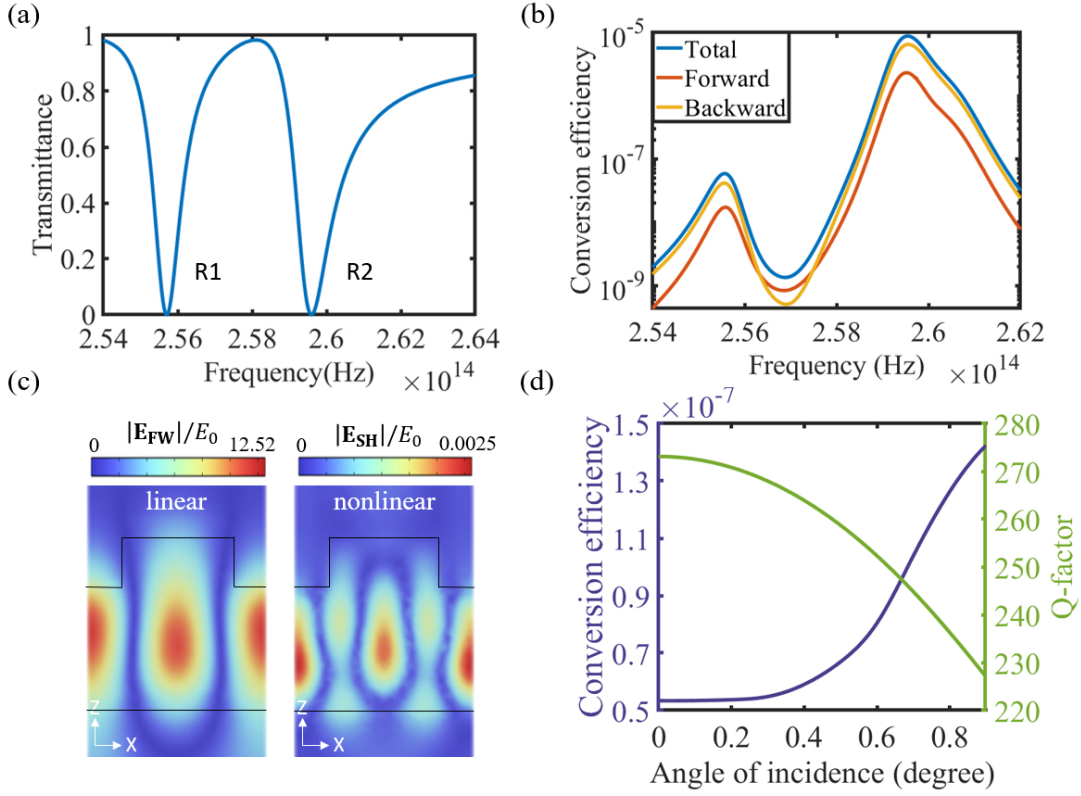 (a)
Transmittance
1
0.8
0.6
0.4
0.2
0
R1
R2
2.54 2.56 2.58 2.6 2.62 2.64
Frequency(Hz) ×10^14
(b)
Conversion efficiency
10^-5
10^-7
10^-9
Total
Forward
Backward
2.54 2.56 2.58 2.6 2.62
Frequency (Hz) ×10^14
(c)
|E_FW|/E_0
0 12.52
linear
Z
X
|E_SH|/E_0
0 0.0025
nonlinear
Z
X
(d)
×10^-7
Conversion efficiency
1.5
1.3
1.1
0.9
0.7
0.5
280
270
260
250
240
230
220
Q-factor
0 0.2 0.4 0.6 0.8
Angle of incidence (degree)